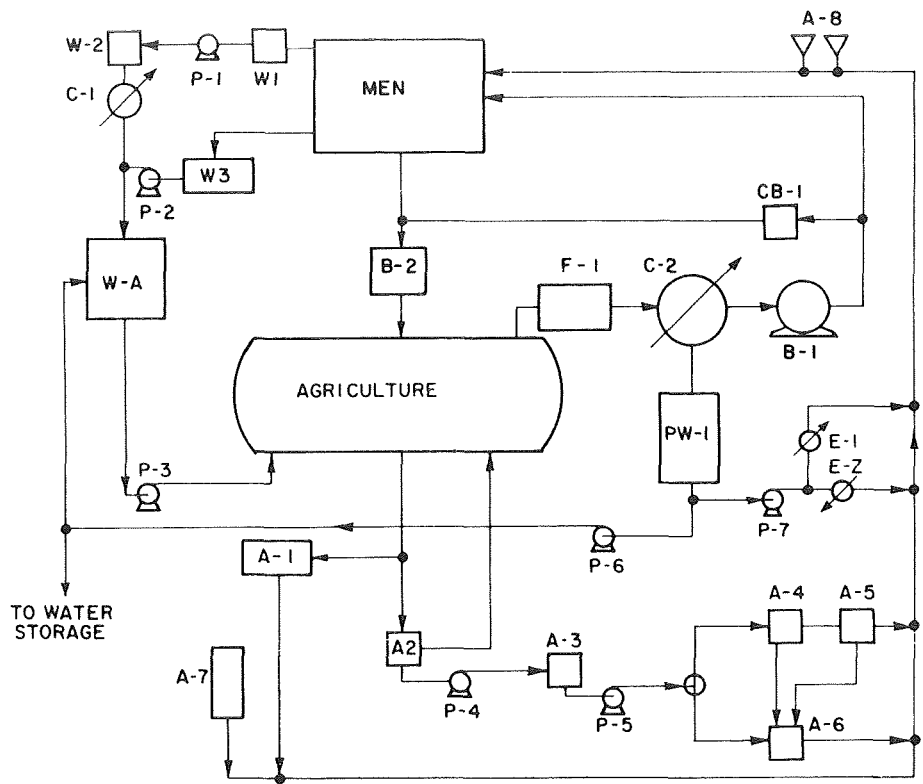 A-8
W-2
P-1
W1
MEN
C-1
W3
P-2
CB-1
W-A
B-2
F-1
C-2
B-1
AGRICULTURE
PW-1
P-3
E-1
E-2
P-7
P-6
A-1
TO WATER
STORAGE
A-4
A-5
A2
A-3
A-7
P-4
P-5
A-6